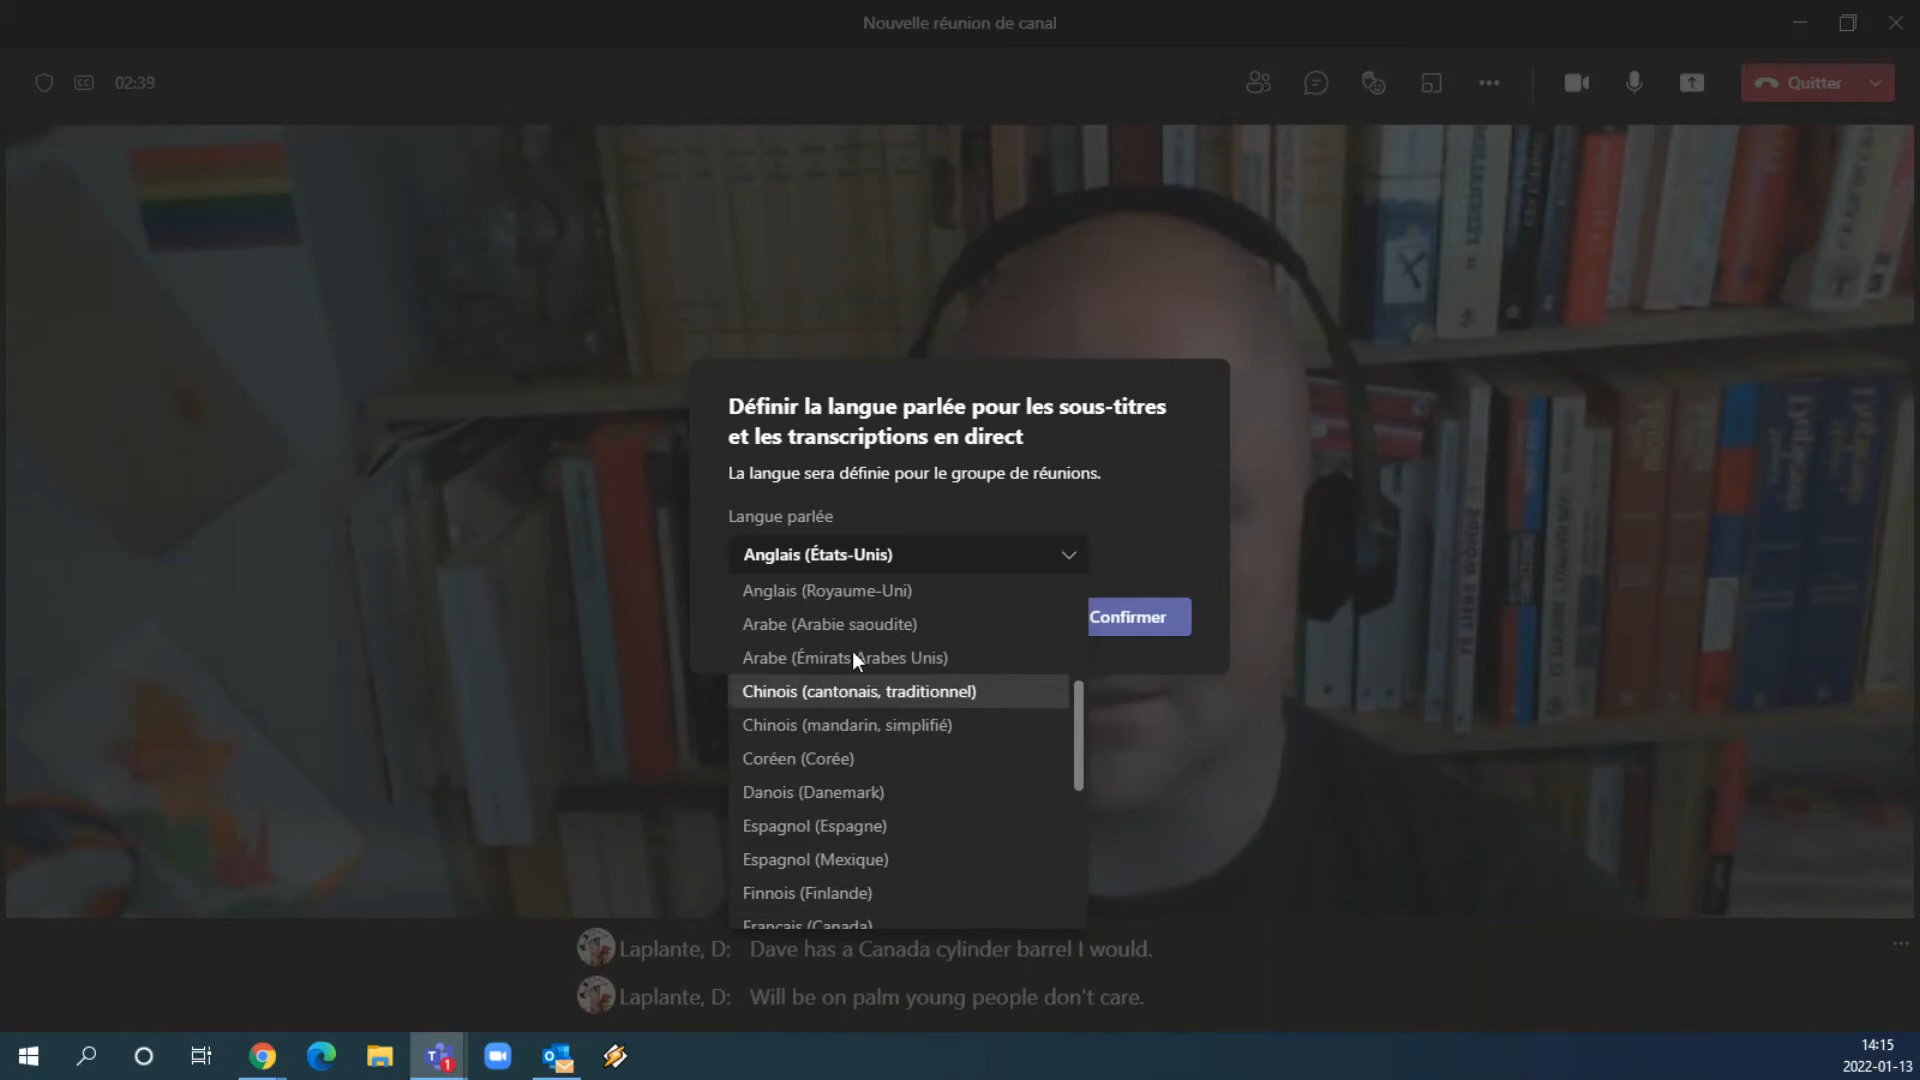 Nouvelle réunion de canal
CC 02:39
Quitter
Définir la langue parlée pour les sous-titres
et les transcriptions en direct
La langue sera définie pour le groupe de réunions.
Langue parlée
Anglais (États-Unis)
Anglais (Royaume-Uni)
Confirmer
Arabe (Arabie saoudite)
Arabe (Émirats Arabes Unis)
Chinois (cantonais, traditionnel)
Chinois (mandarin, simplifié)
Coréen (Corée)
Danois (Danemark)
Espagnol (Espagne)
Espagnol (Mexique)
Finnois (Finlande)
Français (Canada)
Laplante, D: Dave has a Canada cylinder barrel I would.
Laplante, D: Will be on palm young people don't care.
14:15
2022-01-13